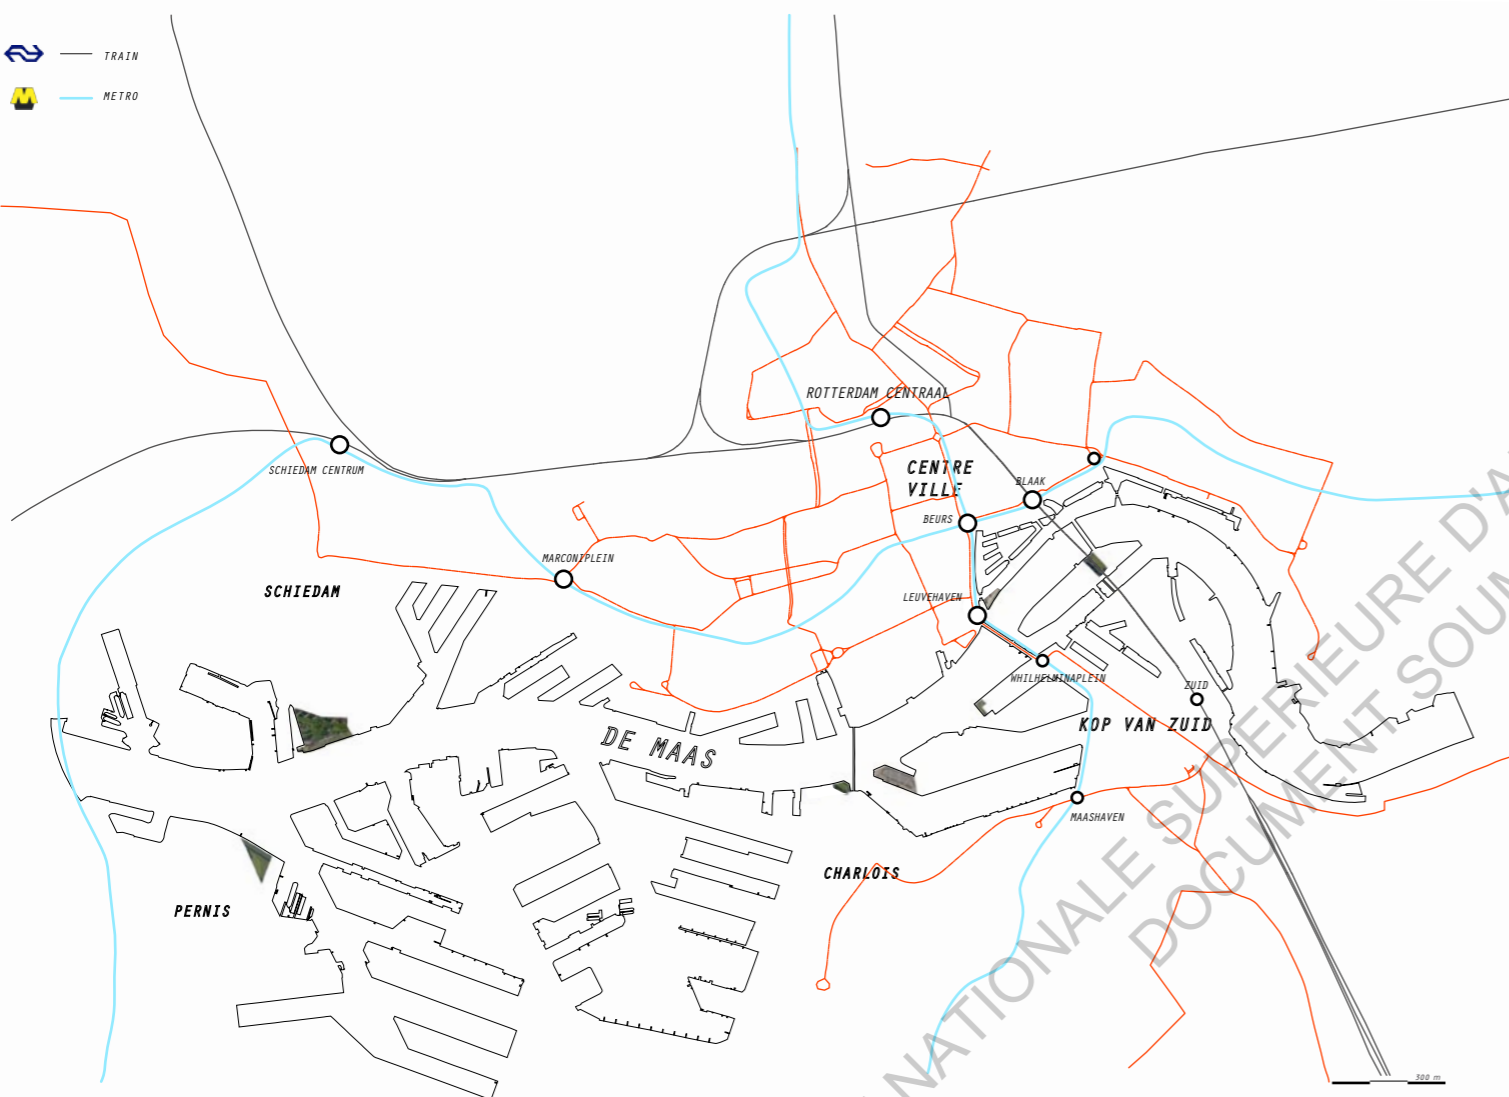 TRAIN
METRO
ROTTERDAM CENTRAAL
SCHIEDAM CENTRUM
CENTRE
VILLE
BLAAK
BEURS
MARCONIPLEIN
SCHIEDAM
LEUVEHAVEN
WHILHELMINAPLEIN
ZUID
KOP VAN ZUID
DE MAAS
MAASHAVEN
CHARLOIS
PERNIS
NATIONALE SUPERIEURE D'A
DOCUMENT SOUM
300 m